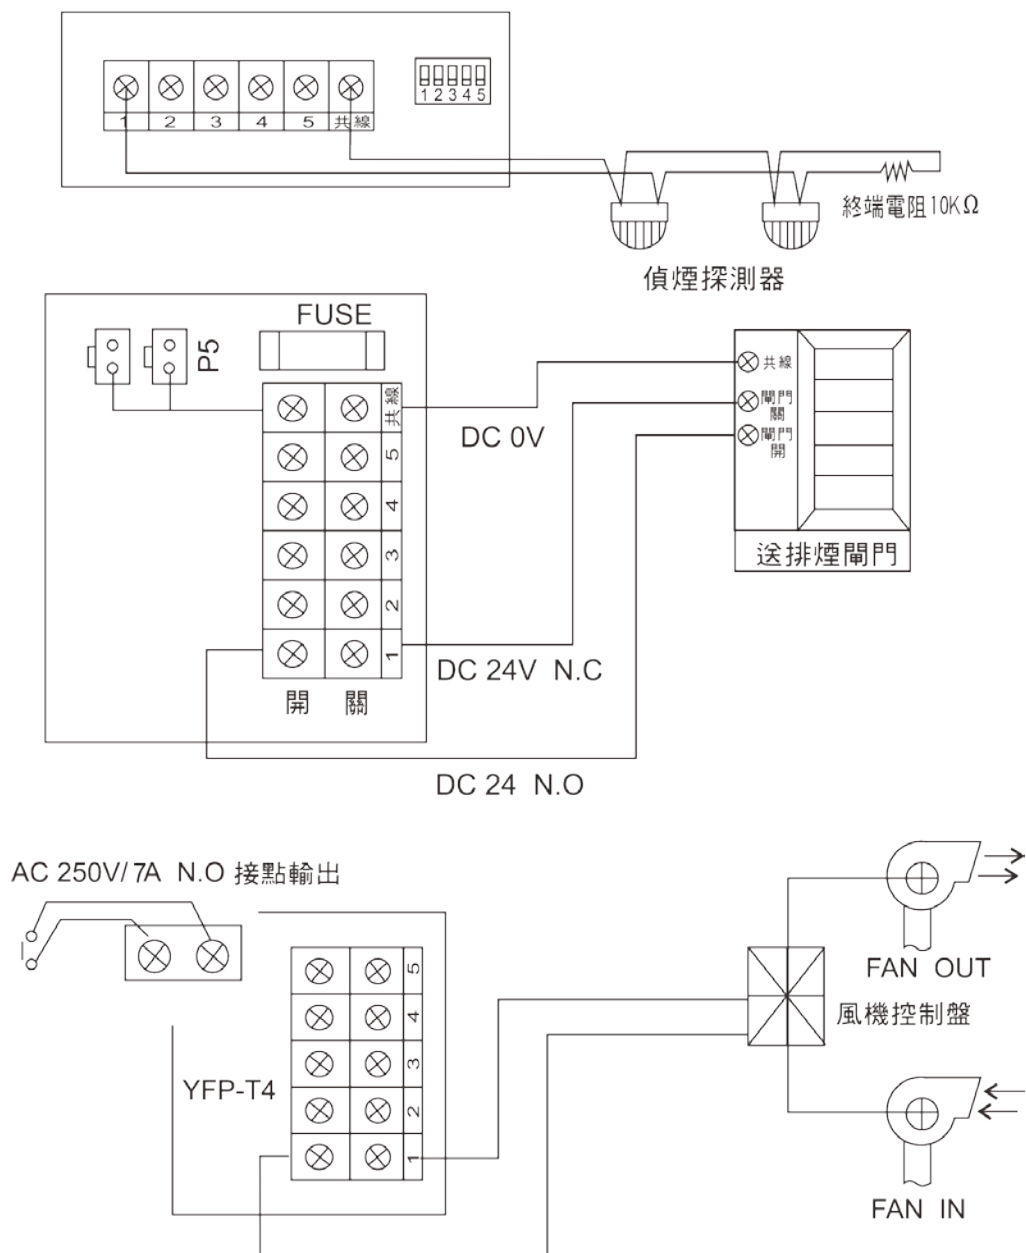 1 2 3 4 5
1 2 3 4 5 共線
終端電阻10KΩ
偵煙探測器
FUSE
P5
共線
5
4
3
2
1
開 關
DC 0V
DC 24V N.C
DC 24 N.O
共線
閘門
關
閘門
開
送排煙閘門
AC 250V/7A N.O 接點輸出
5
4
3
2
1
YFP-T4
FAN OUT
風機控制盤
FAN IN